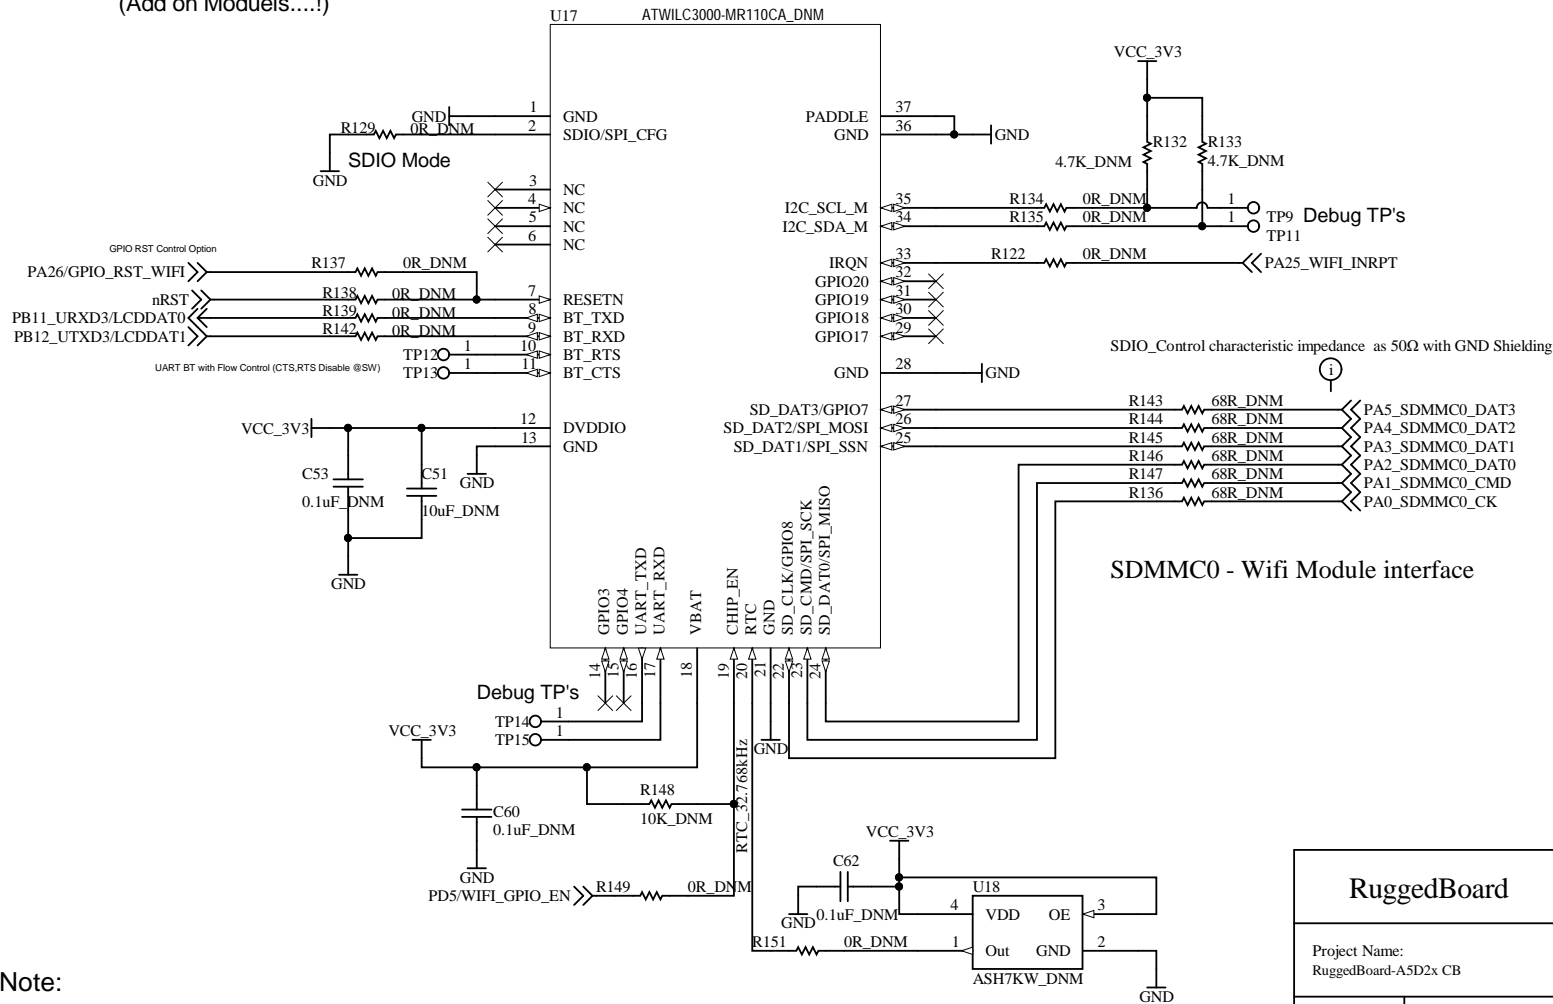 (Add on Moduels....!)
U17 ATWILC3000-MR110CA_DNM
VCC_3V3
GND 1 GND
R129 0R_DNM 2 SDIO/SPI_CFG
SDIO Mode
GND
3 NC
4 NC
5 NC
6 NC
GPIO RST Control Option
PA26/GPIO_RST_WIFI R137 0R_DNM
nRST R138 0R_DNM 7 RESETN
PB11_URXD3/LCDDAT0 R139 0R_DNM 8 BT_TXD
PB12_UTXD3/LCDDAT1 R142 0R_DNM 9 BT_RXD
TP12 1 10 BT_RTS
TP13 1 11 BT_CTS
UART BT with Flow Control (CTS,RTS Disable @SW)
VCC_3V3 12 DVDDIO
13 GND
GND
C53 0.1uF_DNM
C51 10uF_DNM
GND
PADDLE 37
GND 36 GND
R132 4.7K_DNM
R133 4.7K_DNM
I2C_SCL_M 35 R134 0R_DNM 1 TP9
I2C_SDA_M 34 R135 0R_DNM 1 TP11
Debug TP's
IRQN 33 R122 0R_DNM PA25_WIFI_INRPT
GPIO20 32
GPIO19 31
GPIO18 30
GPIO17 29
GND 28 GND
SDIO_Control characteristic impedance as 50Ω with GND Shielding
i
SD_DAT3/GPIO7 27 R143 68R_DNM PA5_SDMMC0_DAT3
SD_DAT2/SPI_MOSI 26 R144 68R_DNM PA4_SDMMC0_DAT2
SD_DAT1/SPI_SSN 25 R145 68R_DNM PA3_SDMMC0_DAT1
R146 68R_DNM PA2_SDMMC0_DAT0
R147 68R_DNM PA1_SDMMC0_CMD
R136 68R_DNM PA0_SDMMC0_CK
SDMMC0 - Wifi Module interface
GPIO3 14
GPIO4 15
UART_TXD 16
UART_RXD 17
VBAT 18
CHIP_EN 19
RTC 20
GND 21
SD_CLK/GPIO8 22
SD_CMD/SPI_SCK 23
SD_DAT0/SPI_MISO 24
Debug TP's
TP14 1
TP15 1
GND
VCC_3V3
RTC_32.768kHz
R148 10K_DNM
C60 0.1uF_DNM
GND
PD5/WIFI_GPIO_EN R149 0R_DNM
VCC_3V3
C62 0.1uF_DNM
GND
U18
4 VDD OE 3
R151 0R_DNM 1 Out GND 2
ASH7KW_DNM
GND
RuggedBoard
Project Name:
RuggedBoard-A5D2x CB
Note: